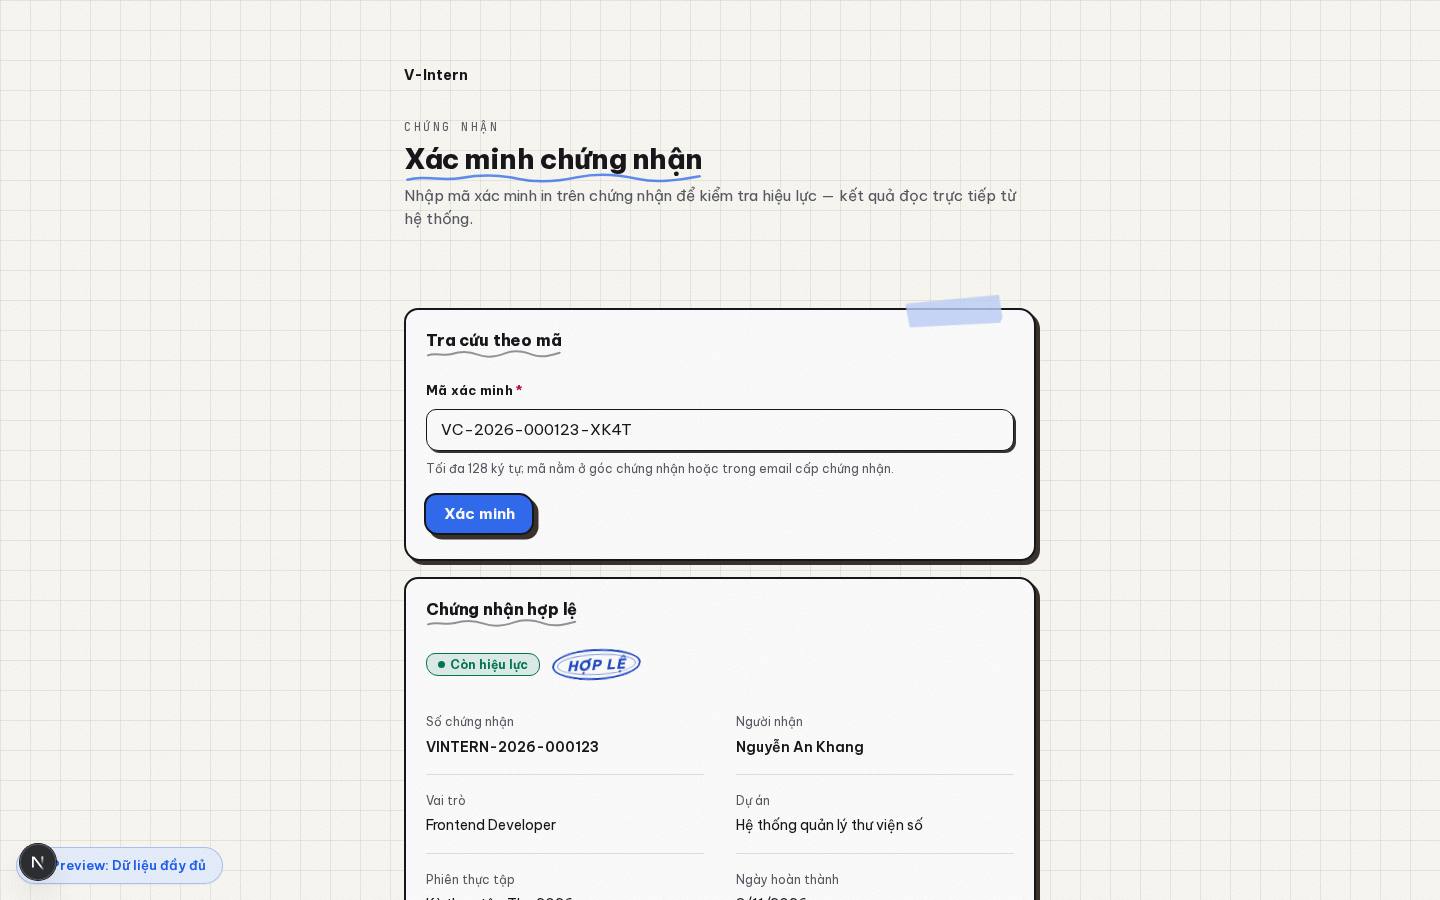 V-Intern
CHỨNG NHẬN
Xác minh chứng nhận
Nhập mã xác minh in trên chứng nhận để kiểm tra hiệu lực — kết quả đọc trực tiếp từ
hệ thống.
Tra cứu theo mã
Mã xác minh *
VC-2026-000123-XK4T
Tối đa 128 ký tự; mã nằm ở góc chứng nhận hoặc trong email cấp chứng nhận.
Xác minh
Chứng nhận hợp lệ
Còn hiệu lực
HỢP LỆ
Số chứng nhận
Người nhận
VINTERN-2026-000123
Nguyễn An Khang
Vai trò
Dự án
Frontend Developer
Hệ thống quản lý thư viện số
N
Preview: Dữ liệu đầy đủ
Phiên thực tập
Ngày hoàn thành